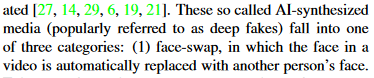 ated [27, 14, 29, 6, 19, 21]. These so called AI-synthesized
media (popularly referred to as deep fakes) fall into one
of three categories: (1) face-swap, in which the face in a
video is automatically replaced with another person's face.